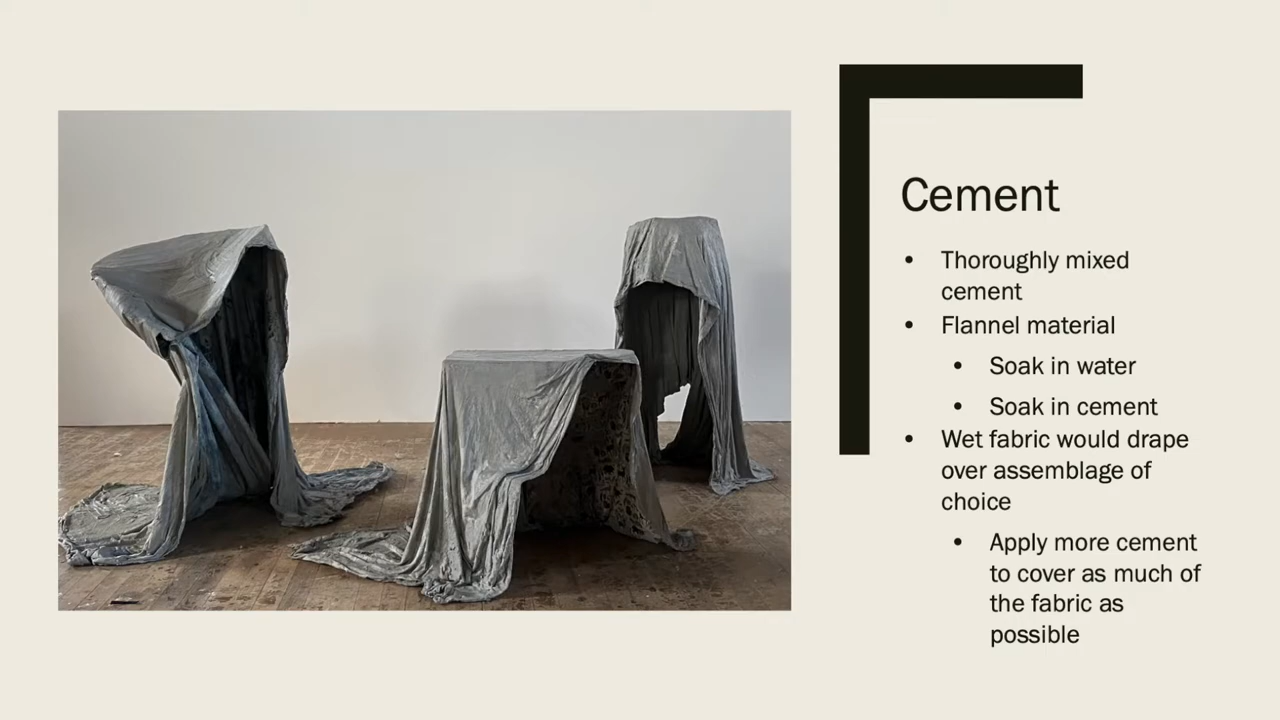 Cement
• Thoroughly mixed
cement
• Flannel material
• Soak in water
• Soak in cement
• Wet fabric would drape
over assemblage of
choice
• Apply more cement
to cover as much of
the fabric as
possible